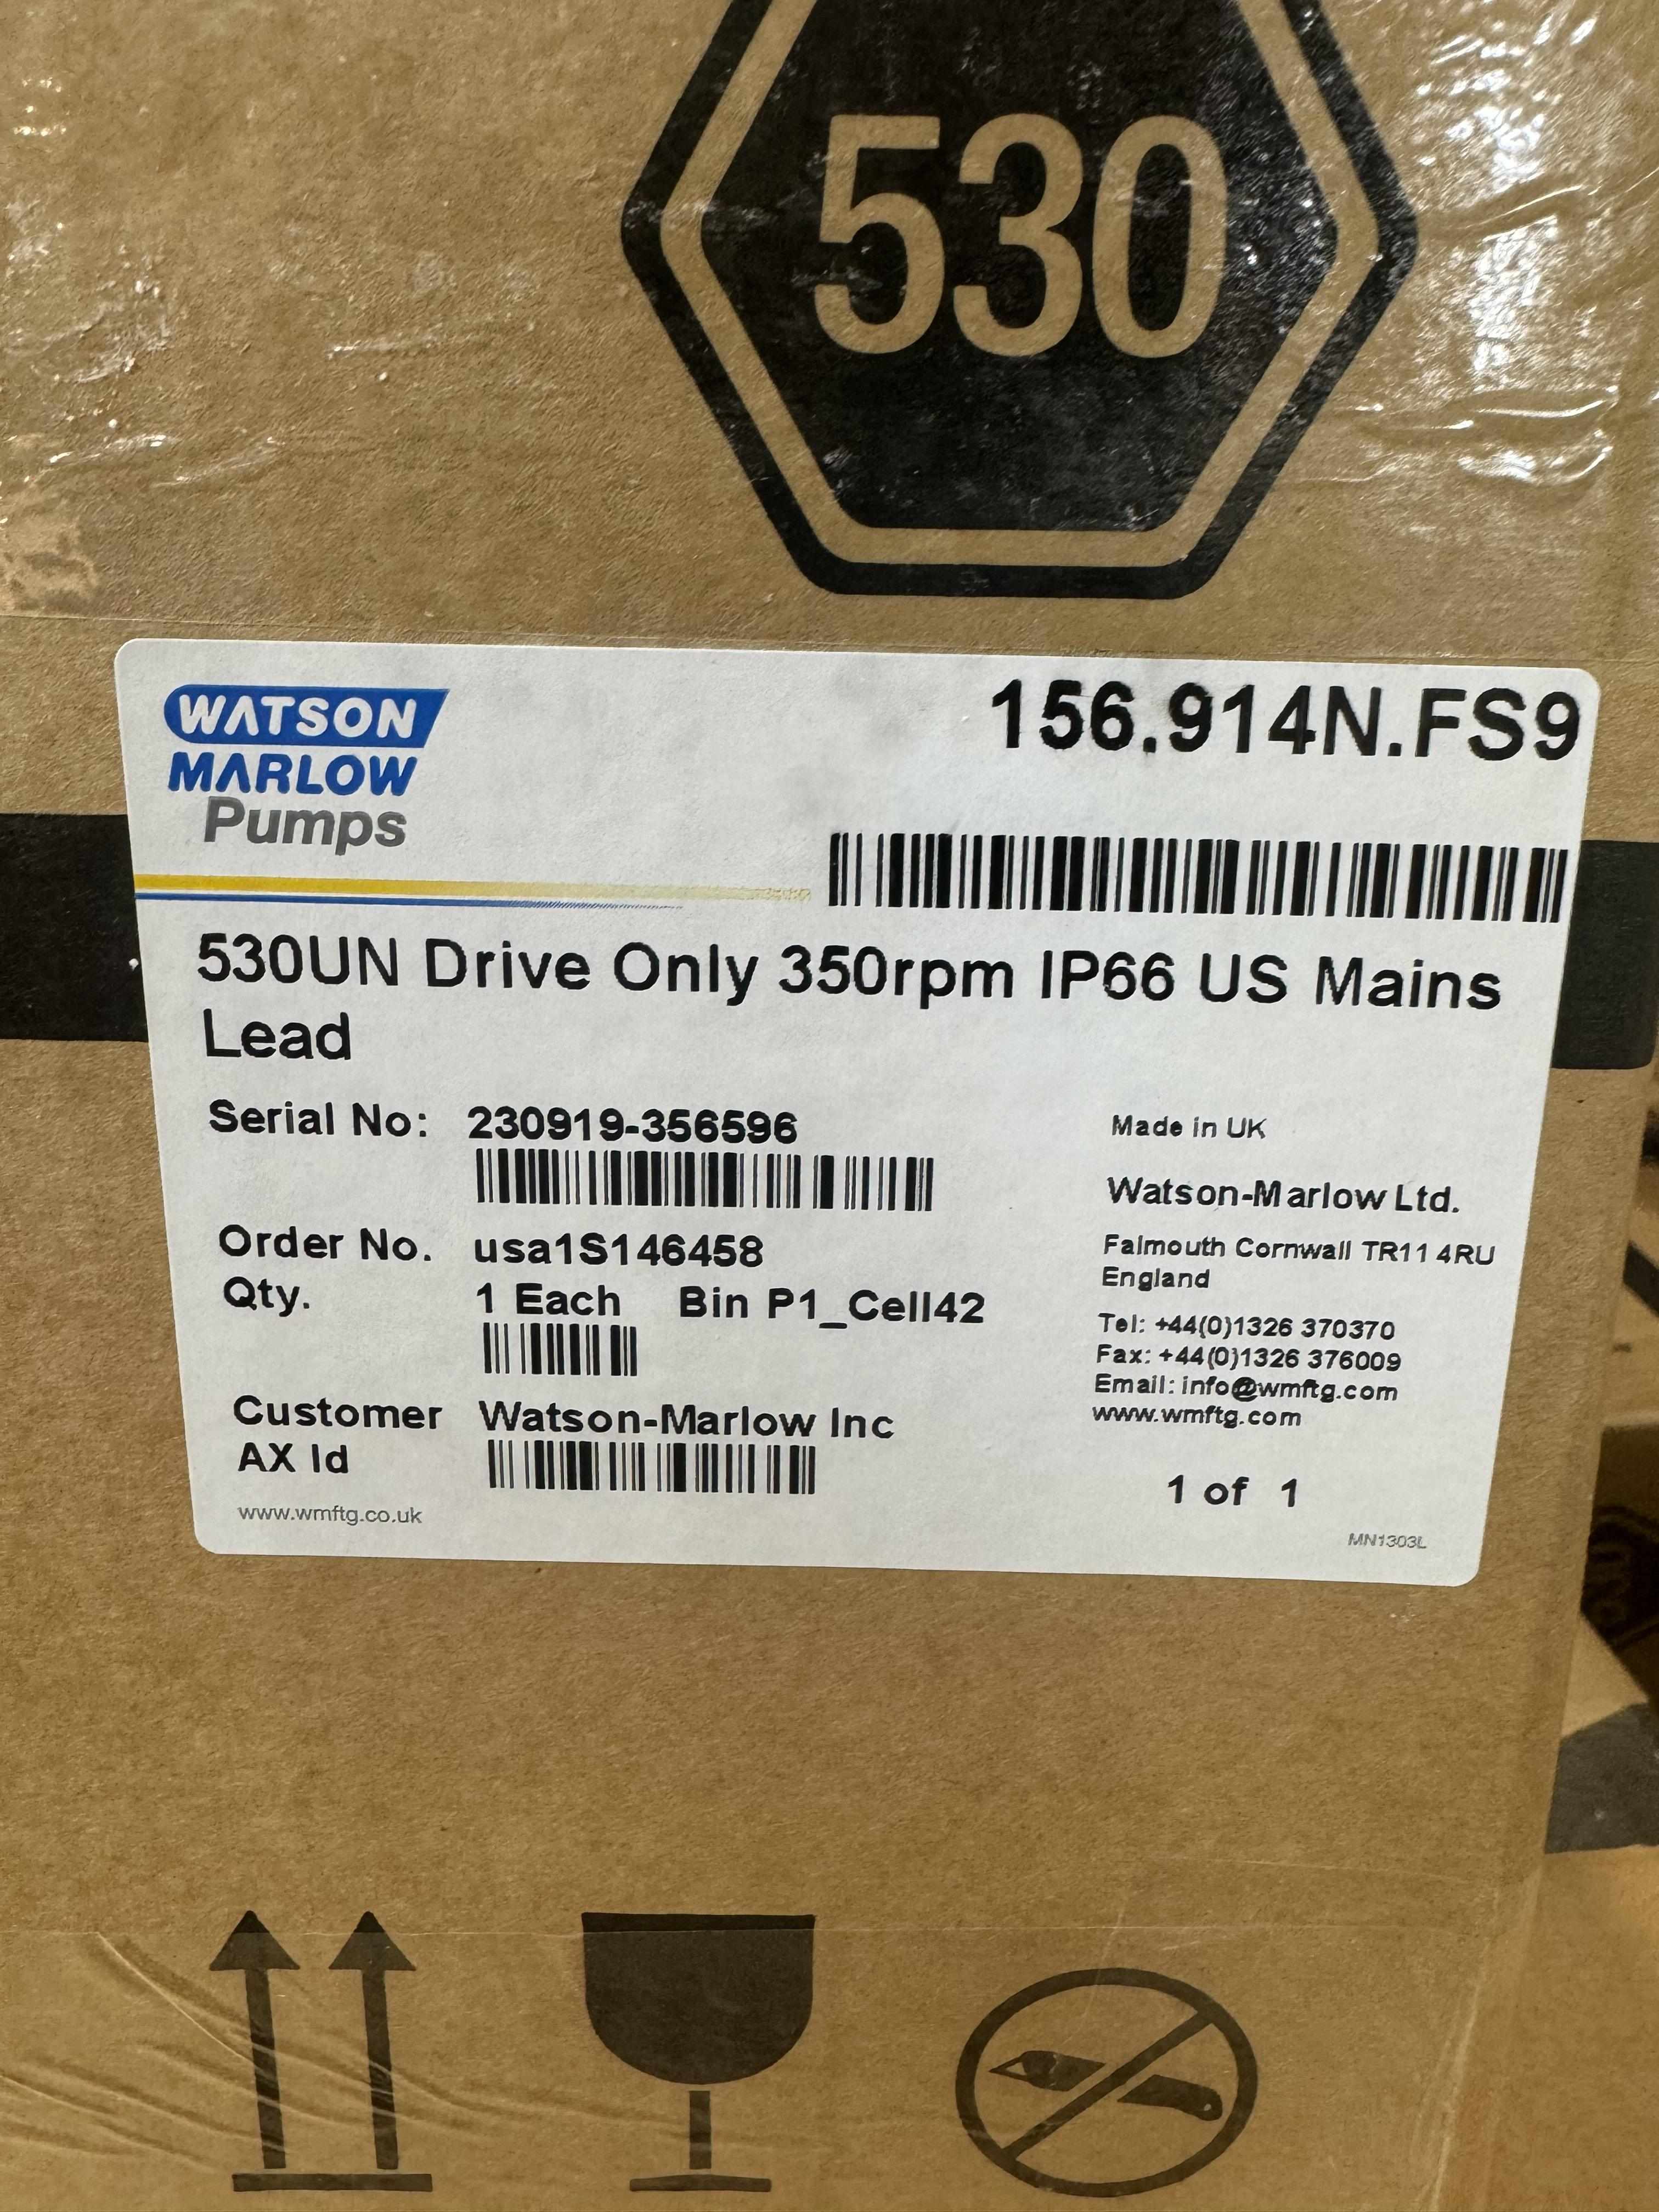 530
WATSON
MARLOW
Pumps
156.914N.FS9
530UN Drive Only 350rpm IP66 US Mains
Lead
Serial No: 230919-356596
Order No. usa1S146458
Qty. 1 Each Bin P1_Cell42
Customer Watson-Marlow Inc
AX Id
www.wmftg.co.uk
Made in UK
Watson-Marlow Ltd.
Falmouth Cornwall TR11 4RU
England
Tel: +44(0)1326 370370
Fax: +44(0)1326 376009
Email: info@wmftg.com
www.wmftg.com
1 of 1
MN1303L